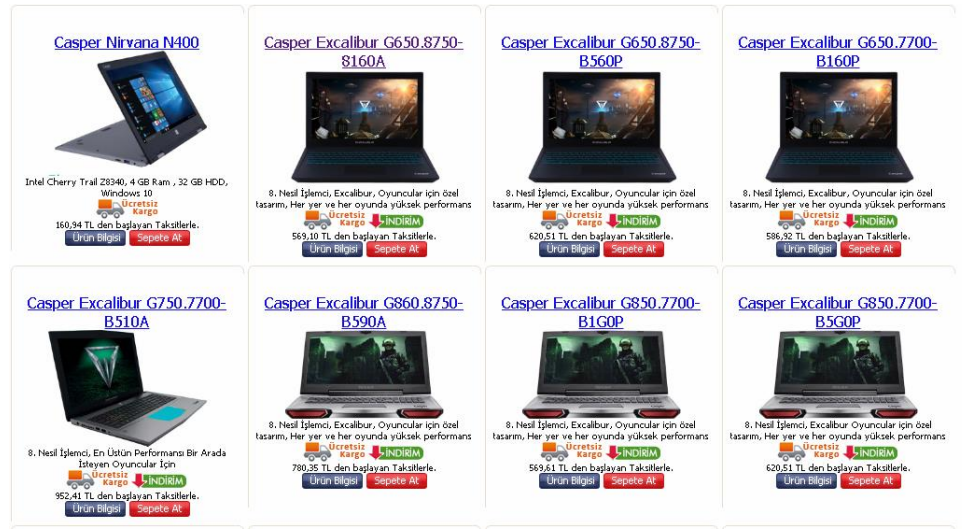 Casper Nirvana N400
Intel Cherry Trail Z8340, 4 GB Ram , 32 GB HDD,
Windows 10
Ücretsiz
Kargo
160,94 TL den başlayan Taksitlerle.
Ürün Bilgisi Sepete At
Casper Excalibur G650.8750-
8160A
8. Nesil İşlemci, Excalibur, Oyuncular için özel
tasarım, Her yer ve her oyunda yüksek performans
Ücretsiz
Kargo İNDİRİM
569,10 TL den başlayan Taksitlerle.
Ürün Bilgisi Sepete At
Casper Excalibur G650.8750-
B560P
8. Nesil İşlemci, Excalibur, Oyuncular için özel
tasarım, Her yer ve her oyunda yüksek performans
Ücretsiz
Kargo İNDİRİM
620,51 TL den başlayan Taksitlerle.
Ürün Bilgisi Sepete At
Casper Excalibur G650.7700-
B160P
8. Nesil İşlemci, Excalibur, Oyuncular için özel
tasarım, Her yer ve her oyunda yüksek performans
Ücretsiz
Kargo İNDİRİM
586,92 TL den başlayan Taksitlerle.
Ürün Bilgisi Sepete At
Casper Excalibur G750.7700-
B510A
8. Nesil İşlemci, En Üstün Performansı Bir Arada
İsteyen Oyuncular İçin
Ücretsiz
Kargo İNDİRİM
952,41 TL den başlayan Taksitlerle.
Ürün Bilgisi Sepete At
Casper Excalibur G860.8750-
B590A
8. Nesil İşlemci, Excalibur, Oyuncular için özel
tasarım, Her yer ve her oyunda yüksek performans
Ücretsiz
Kargo İNDİRİM
780,35 TL den başlayan Taksitlerle.
Ürün Bilgisi Sepete At
Casper Excalibur G850.7700-
B1G0P
8. Nesil İşlemci, Excalibur Oyuncular için özel
tasarım, Her yer ve her oyunda yüksek performans
Ücretsiz
Kargo İNDİRİM
569,61 TL den başlayan Taksitlerle.
Ürün Bilgisi Sepete At
Casper Excalibur G850.7700-
B5G0P
8. Nesil İşlemci, Excalibur, Oyuncular için özel
tasarım, Her yer ve her oyunda yüksek performans
Ücretsiz
Kargo İNDİRİM
620,51 TL den başlayan Taksitlerle.
Ürün Bilgisi Sepete At